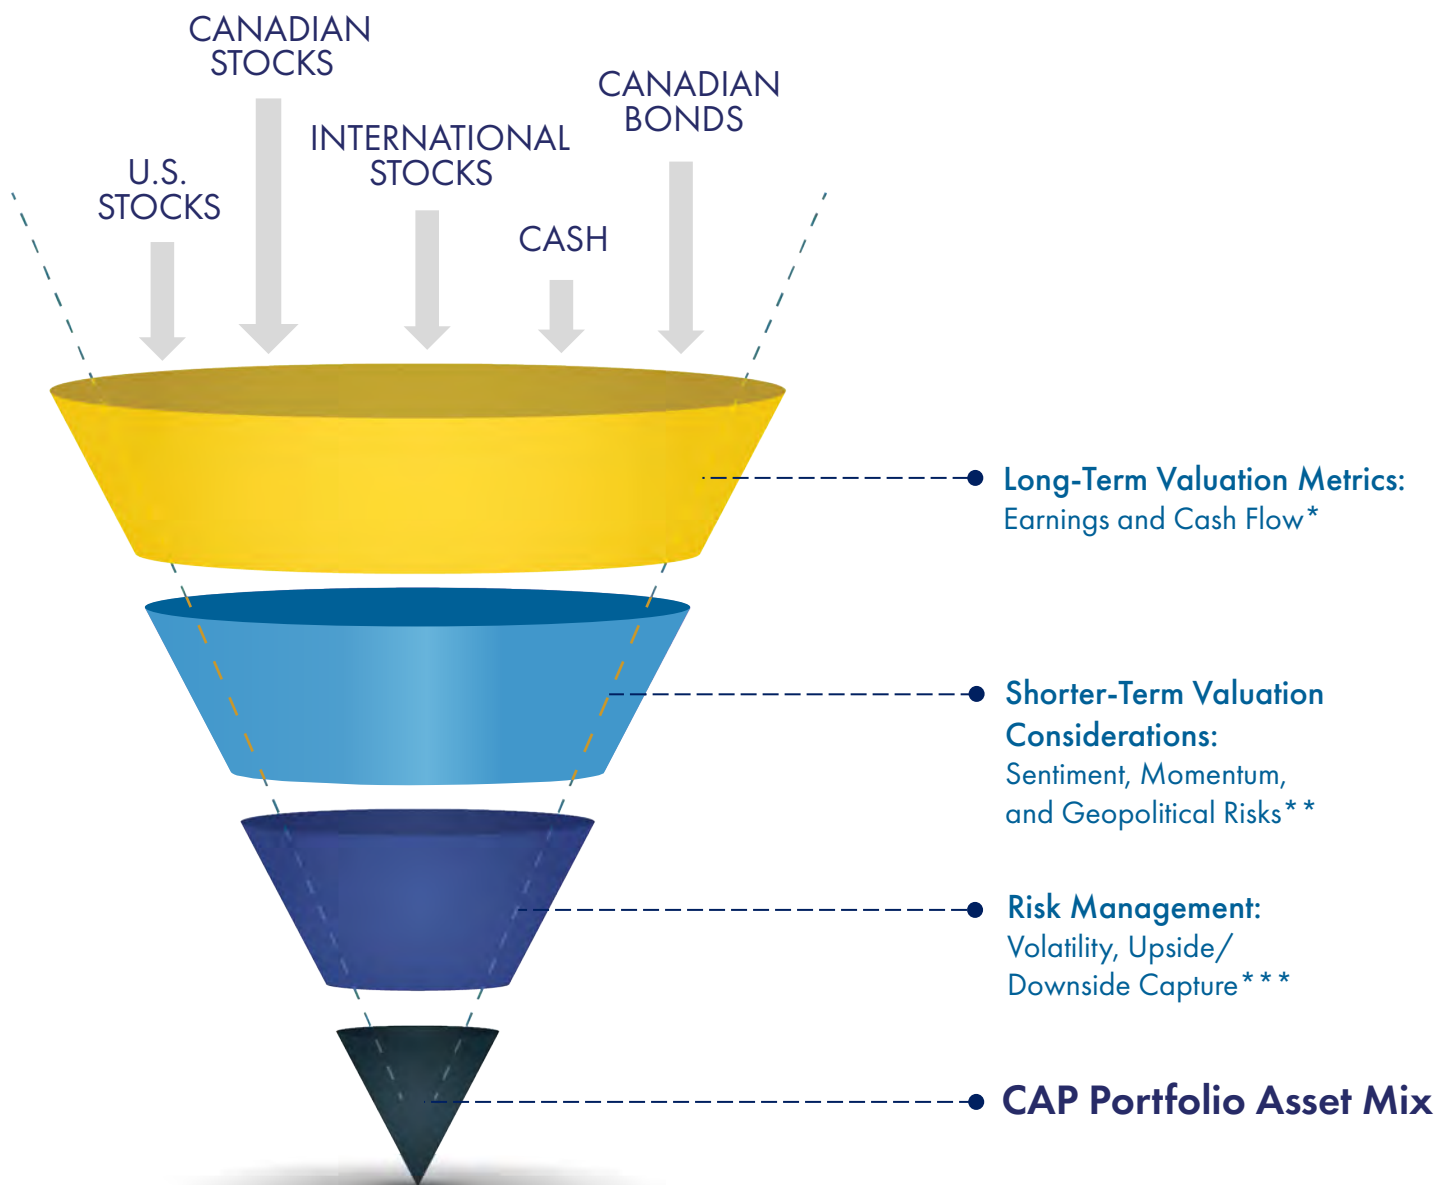 CANADIAN
STOCKS
CANADIAN
BONDS
INTERNATIONAL
STOCKS
U.S.
STOCKS
CASH
Long-Term Valuation Metrics:
Earnings and Cash Flow*
Shorter-Term Valuation
Considerations:
Sentiment, Momentum,
and Geopolitical Risks**
Risk Management:
Volatility, Upside/
Downside Capture***
CAP Portfolio Asset Mix